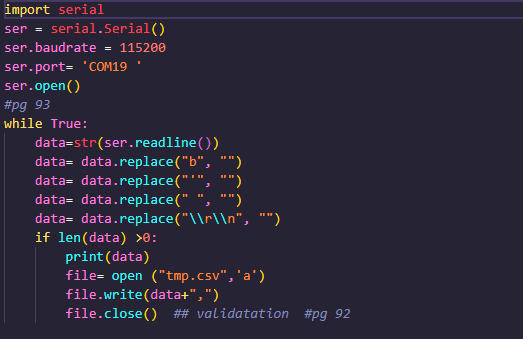 import serial
ser = serial.Serial()
ser.baudrate = 115200
ser.port= 'COM19 '
ser.open()
#pg 93
while True:
    data=str(ser.readline())
    data= data.replace("b", "")
    data= data.replace("'", "")
    data= data.replace(" ", "")
    data= data.replace("\\r\\n", "")
    if len(data) >0:
        print(data)
        file= open ("tmp.csv",'a')
        file.write(data+",")
        file.close()  ## validatation  #pg 92